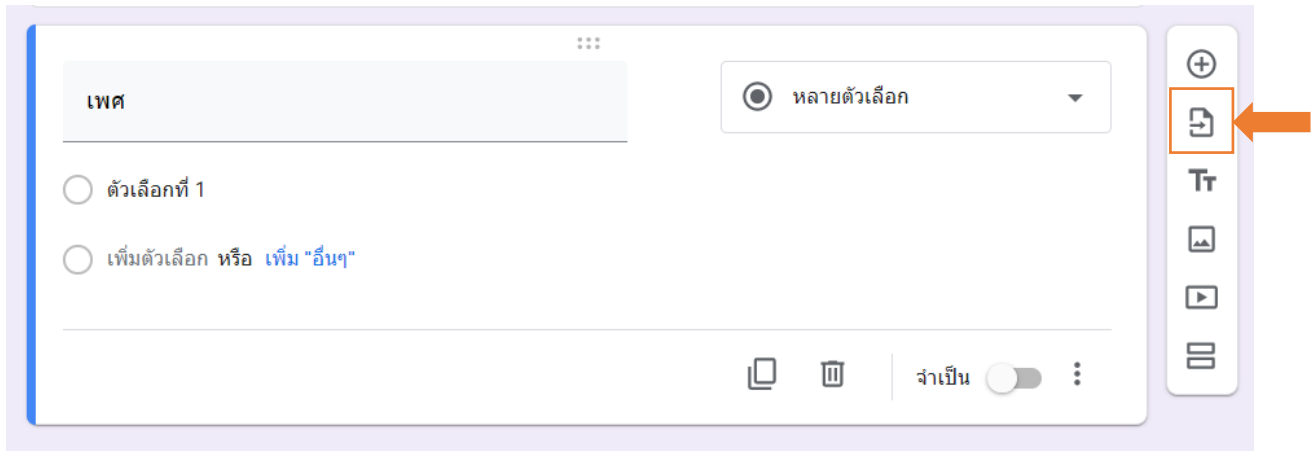 เพศ
หลายตัวเลือก
ตัวเลือกที่ 1
เพิ่มตัวเลือก หรือ เพิ่ม "อื่นๆ"
จำเป็น